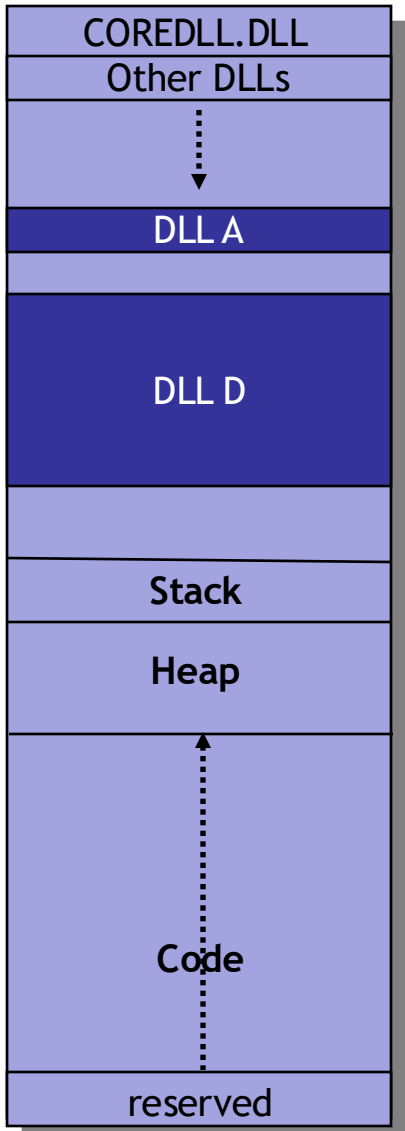 COREDLL.DLL
Other DLLs
DLL A
DLL D
Stack
Heap
Code
reserved